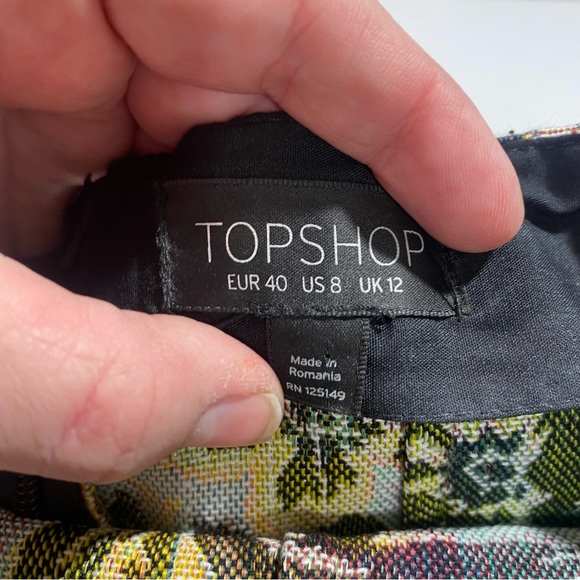 TOPSHOP
EUR 40 US 8 UK 12
Made in
Romania
RN 125149